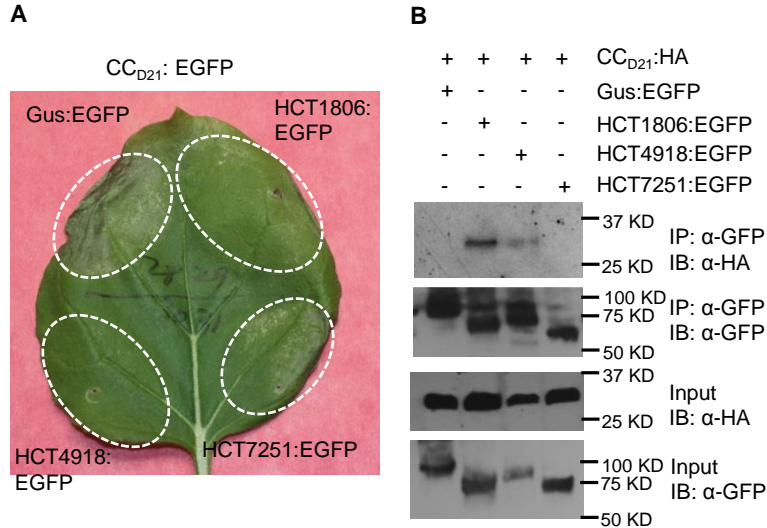 A
CC_D21: EGFP
Gus:EGFP
HCT1806:
EGFP
HCT4918:
EGFP
HCT7251:EGFP
B
+ + + + CC_D21:HA
+ - - - Gus:EGFP
- + - - HCT1806:EGFP
- - + - HCT4918:EGFP
- - - + HCT7251:EGFP
37 KD
25 KD
IP: α-GFP
IB: α-HA
100 KD
75 KD
50 KD
IP: α-GFP
IB: α-GFP
37 KD
25 KD
Input
IB: α-HA
100 KD
75 KD
50 KD
Input
IB: α-GFP